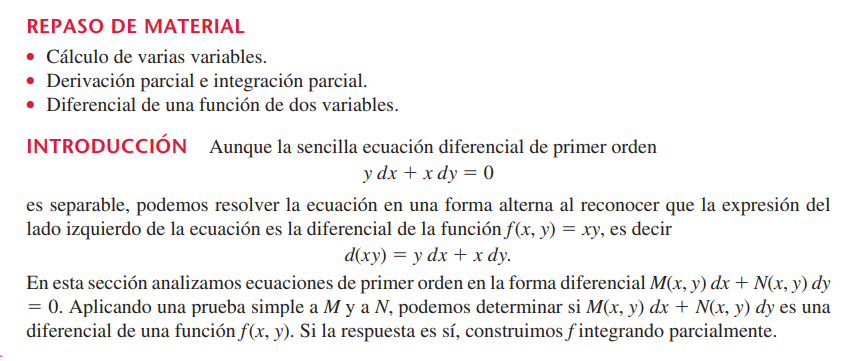 REPASO DE MATERIAL
• Cálculo de varias variables.
• Derivación parcial e integración parcial.
• Diferencial de una función de dos variables.
INTRODUCCIÓN Aunque la sencilla ecuación diferencial de primer orden
y dx + x dy = 0
es separable, podemos resolver la ecuación en una forma alterna al reconocer que la expresión del
lado izquierdo de la ecuación es la diferencial de la función f(x, y) = xy, es decir
d(xy) = y dx + x dy.
En esta sección analizamos ecuaciones de primer orden en la forma diferencial M(x, y) dx + N(x, y) dy
= 0. Aplicando una prueba simple a M y a N, podemos determinar si M(x, y) dx + N(x, y) dy es una
diferencial de una función f(x, y). Si la respuesta es sí, construimos f integrando parcialmente.